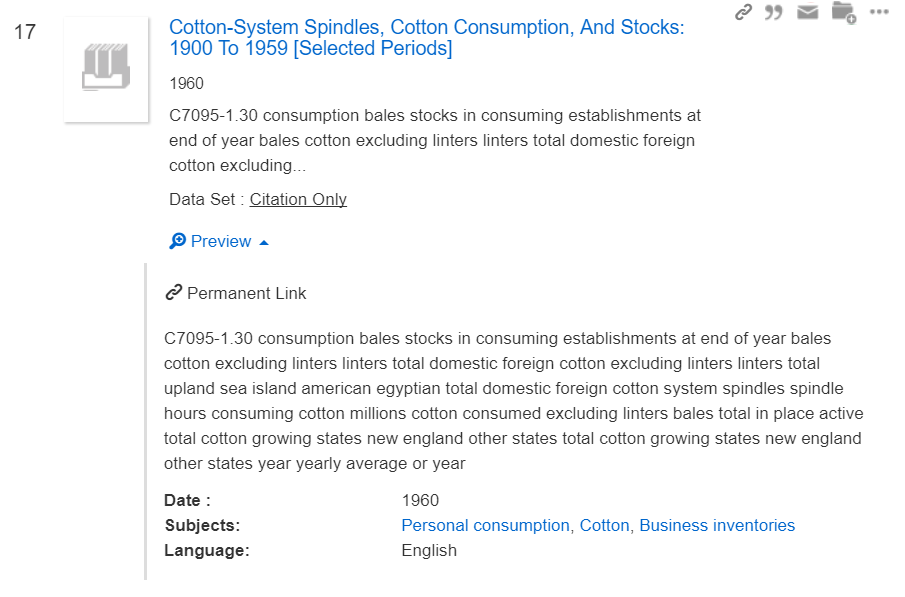 17
Cotton-System Spindles, Cotton Consumption, And Stocks:
1900 To 1959 [Selected Periods]
1960
C7095-1.30 consumption bales stocks in consuming establishments at
end of year bales cotton excluding linters linters total domestic foreign
cotton excluding...
Data Set : Citation Only
Preview
Permanent Link
C7095-1.30 consumption bales stocks in consuming establishments at end of year bales
cotton excluding linters linters total domestic foreign cotton excluding linters linters total
upland sea island american egyptian total domestic foreign cotton system spindles spindle
hours consuming cotton millions cotton consumed excluding linters bales total in place active
total cotton growing states new england other states total cotton growing states new england
other states year yearly average or year
Date : 1960
Subjects: Personal consumption, Cotton, Business inventories
Language: English